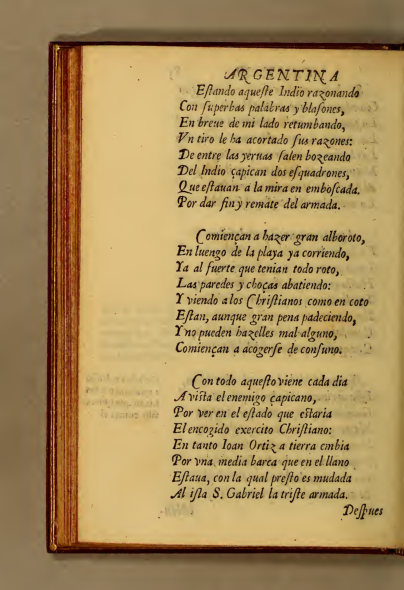 ARGENTINA
Eſtando aqueſte Indio razonando
Con ſuperbas palabras y blaſones,
En breue de mi lado retumbando,
Vn tiro le ha acortado ſus razones:
De entre las yeruas ſalen bozeando
Del Indio çapican dos eſquadrones,
Que eſtauan a la mira en emboſcada.
Por dar fin y remate del armada.
Comiençan a hazer gran alboroto,
En luengo de la playa ya corriendo,
Ya al fuerte que tenian todo roto,
Las paredes y choças abatiendo:
Y viendo a los Chriſtianos como en coto
Eſtan, aunque gran pena padeciendo,
Y no pueden hazelles mal alguno,
Comiençan a acogerſe de conſuno.
Con todo aqueſto viene cada dia
A viſta el enemigo çapicano,
Por ver en el eſtado que eſtaria
El encogido exercito Chriſtiano:
En tanto Ioan Ortiz a tierra embia
Por vna media barca que en el llano
Eſtaua, con la qual preſto es mudada
Al iſla S. Gabriel la triſte armada.
Deſpues